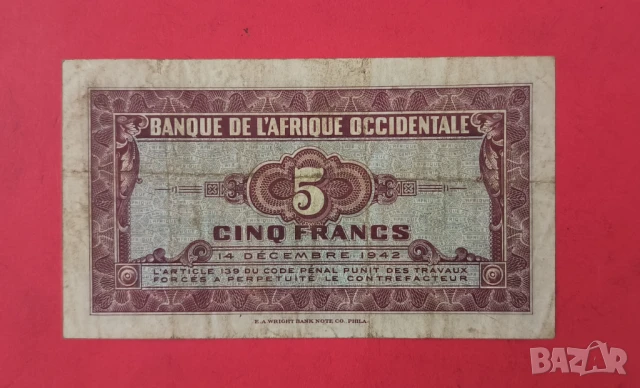 BANQUE DE L'AFRIQUE OCCIDENTALE
5
CINQ FRANCS
14 DÉCEMBRE 1942
L'ARTICLE 139 DU CODE PÉNAL PUNIT DES TRAVAUX
FORCÉS A PERPÉTUITÉ LE CONTREFACTEUR
E.A. WRIGHT BANK NOTE CO. PHILA.
BAZAR
bg